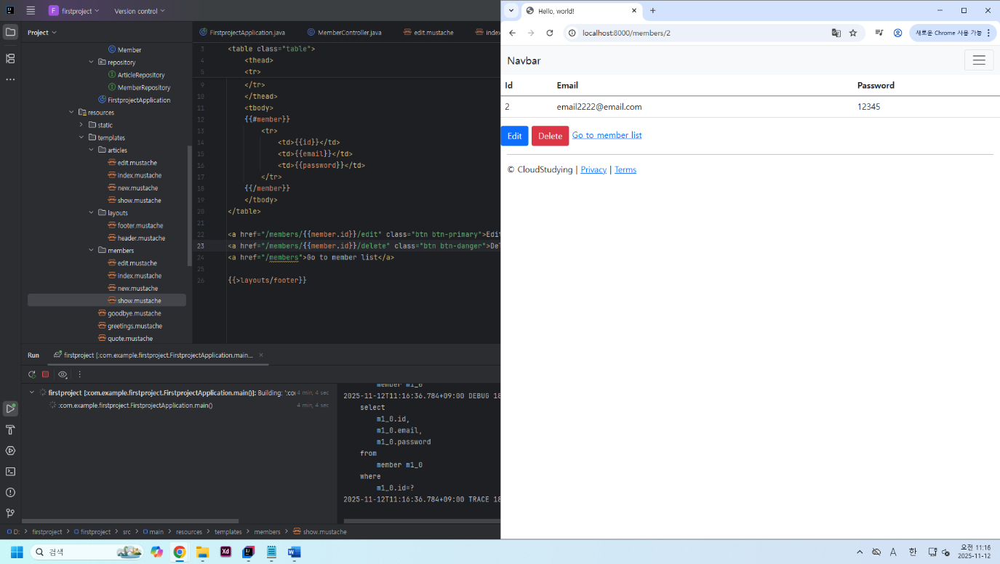 F firstproject
Version control
Project
Member
repository
ArticleRepository
MemberRepository
FirstprojectApplication
resources
static
templates
articles
edit.mustache
index.mustache
new.mustache
show.mustache
layouts
footer.mustache
header.mustache
members
edit.mustache
index.mustache
new.mustache
show.mustache
goodbye.mustache
greetings.mustache
quote.mustache
FirstprojectApplication.java
MemberController.java
edit.mustache
index
3 <table class="table">
4 <thead>
5 <tr>
9 </tr>
10 </thead>
11 <tbody>
12 {{#member}}
13 <tr>
14 <td>{{id}}</td>
15 <td>{{email}}</td>
16 <td>{{password}}</td>
17 </tr>
18 {{/member}}
19 </tbody>
20 </table>
21
22 <a href="/members/{{member.id}}/edit" class="btn btn-primary">Edit
23 <a href="/members/{{member.id}}/delete" class="btn btn-danger">Del
24 <a href="/members">Go to member list</a>
25
26 {{>layouts/footer}}
Run
firstproject [:com.example.firstproject.FirstprojectApplication.main...
firstproject [:com.example.firstproject.FirstprojectApplication.main()]: Building: ':cor 4 min, 4 sec
:com.example.firstproject.FirstprojectApplication.main() 4 min, 4 sec
member m1_0
2025-11-12T11:16:36.784+09:00 DEBUG 18
select
m1_0.id,
m1_0.email,
m1_0.password
from
member m1_0
where
m1_0.id=?
2025-11-12T11:16:36.784+09:00 TRACE 18
D: > firstproject > firstproject > src > main > resources > templates > members > show.mustache
Hello, world!
localhost:8000/members/2
새로운 Chrome 사용 가능
Navbar
Id Email Password
2 email2222@email.com 12345
Edit Delete Go to member list
© CloudStudying | Privacy | Terms
검색
Xd
A 한
오전 11:16
2025-11-12